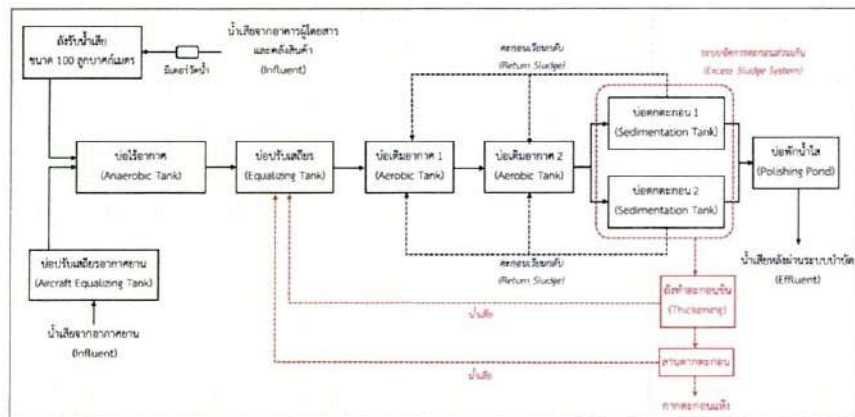 ถังรับน้ำเสีย
ขนาด 100 ลูกบาศก์เมตร
มิเตอร์วัดน้ำ
น้ำเสียจากอาคารผู้โดยสาร
และคลังสินค้า
(Influent)
ตะกอนเวียนกลับ
(Return Sludge)
ระบบจัดการตะกอนส่วนเกิน
(Excess Sludge System)
บ่อไร้อากาศ
(Anaerobic Tank)
บ่อปรับเสถียร
(Equalizing Tank)
บ่อเติมอากาศ 1
(Aerobic Tank)
บ่อเติมอากาศ 2
(Aerobic Tank)
บ่อตกตะกอน 1
(Sedimentation Tank)
บ่อตกตะกอน 2
(Sedimentation Tank)
บ่อพักน้ำใส
(Polishing Pond)
บ่อปรับเสถียรอากาศยาน
(Aircraft Equalizing Tank)
น้ำเสียจากอากาศยาน
(Influent)
ตะกอนเวียนกลับ
(Return Sludge)
น้ำเสียหลังผ่านระบบบำบัด
(Effluent)
ถังทำตะกอนข้น
(Thickening)
น้ำเสีย
ลานตากตะกอน
น้ำเสีย
กากตะกอนแห้ง